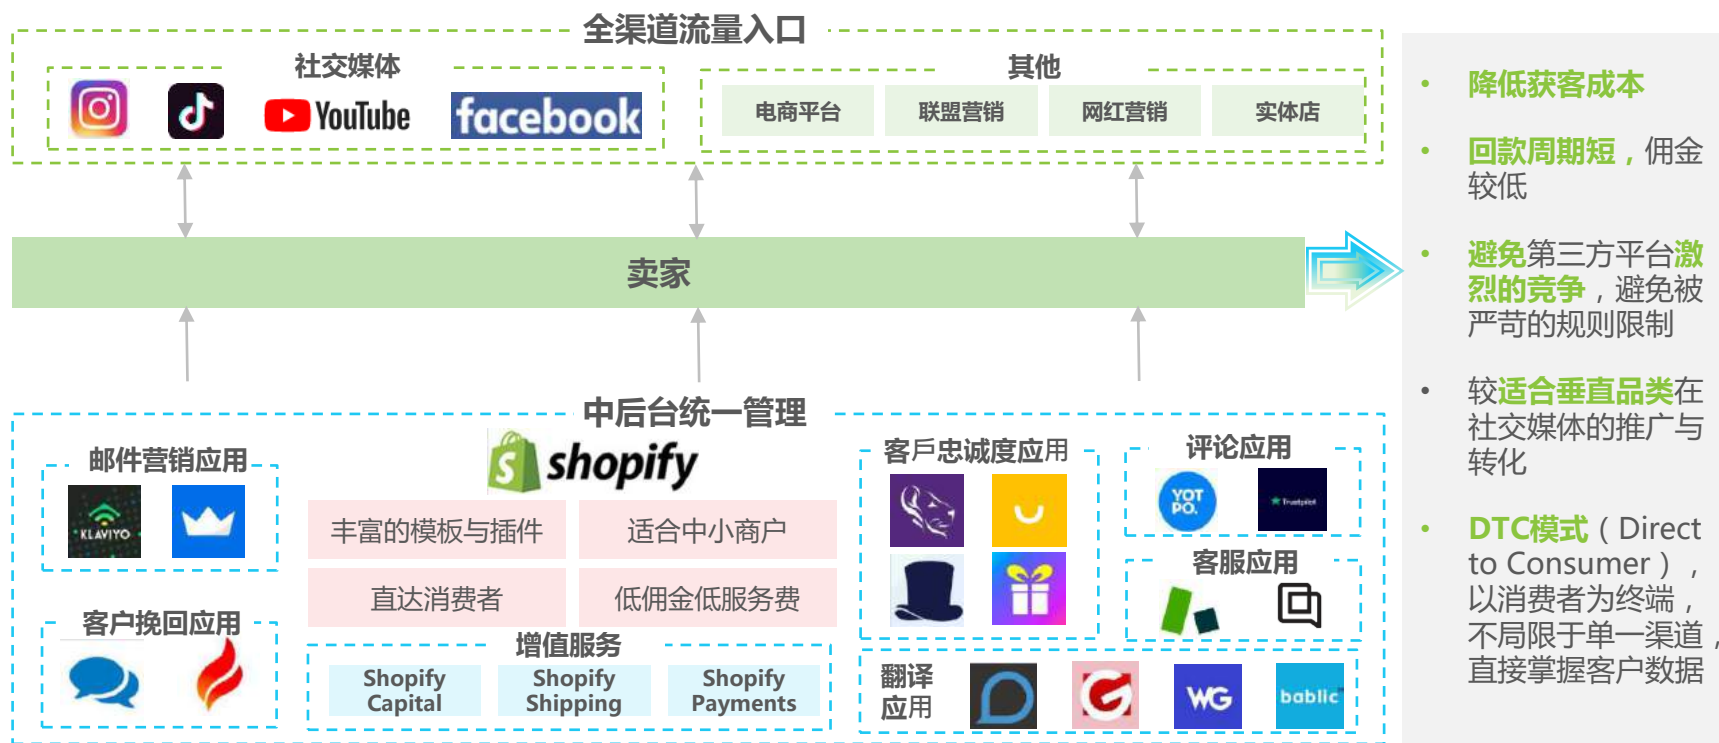 全渠道流量入口
社交媒体
YouTube
facebook
其他
电商平台
联盟营销
网红营销
实体店
卖家
中后台统一管理
邮件营销应用
KLAVIYO
客户挽回应用
shopify
丰富的模板与插件
适合中小商户
直达消费者
低佣金低服务费
增值服务
Shopify
Capital
Shopify
Shipping
Shopify
Payments
客戶忠诚度应用
评论应用
YOT
PO.
Trustpilot
客服应用
翻译
应用
G
WG
bablic
• 降低获客成本
• 回款周期短，佣金
较低
• 避免第三方平台激
烈的竞争，避免被
严苛的规则限制
• 较适合垂直品类在
社交媒体的推广与
转化
• DTC模式（Direct
to Consumer），
以消费者为终端，
不局限于单一渠道，
直接掌握客户数据